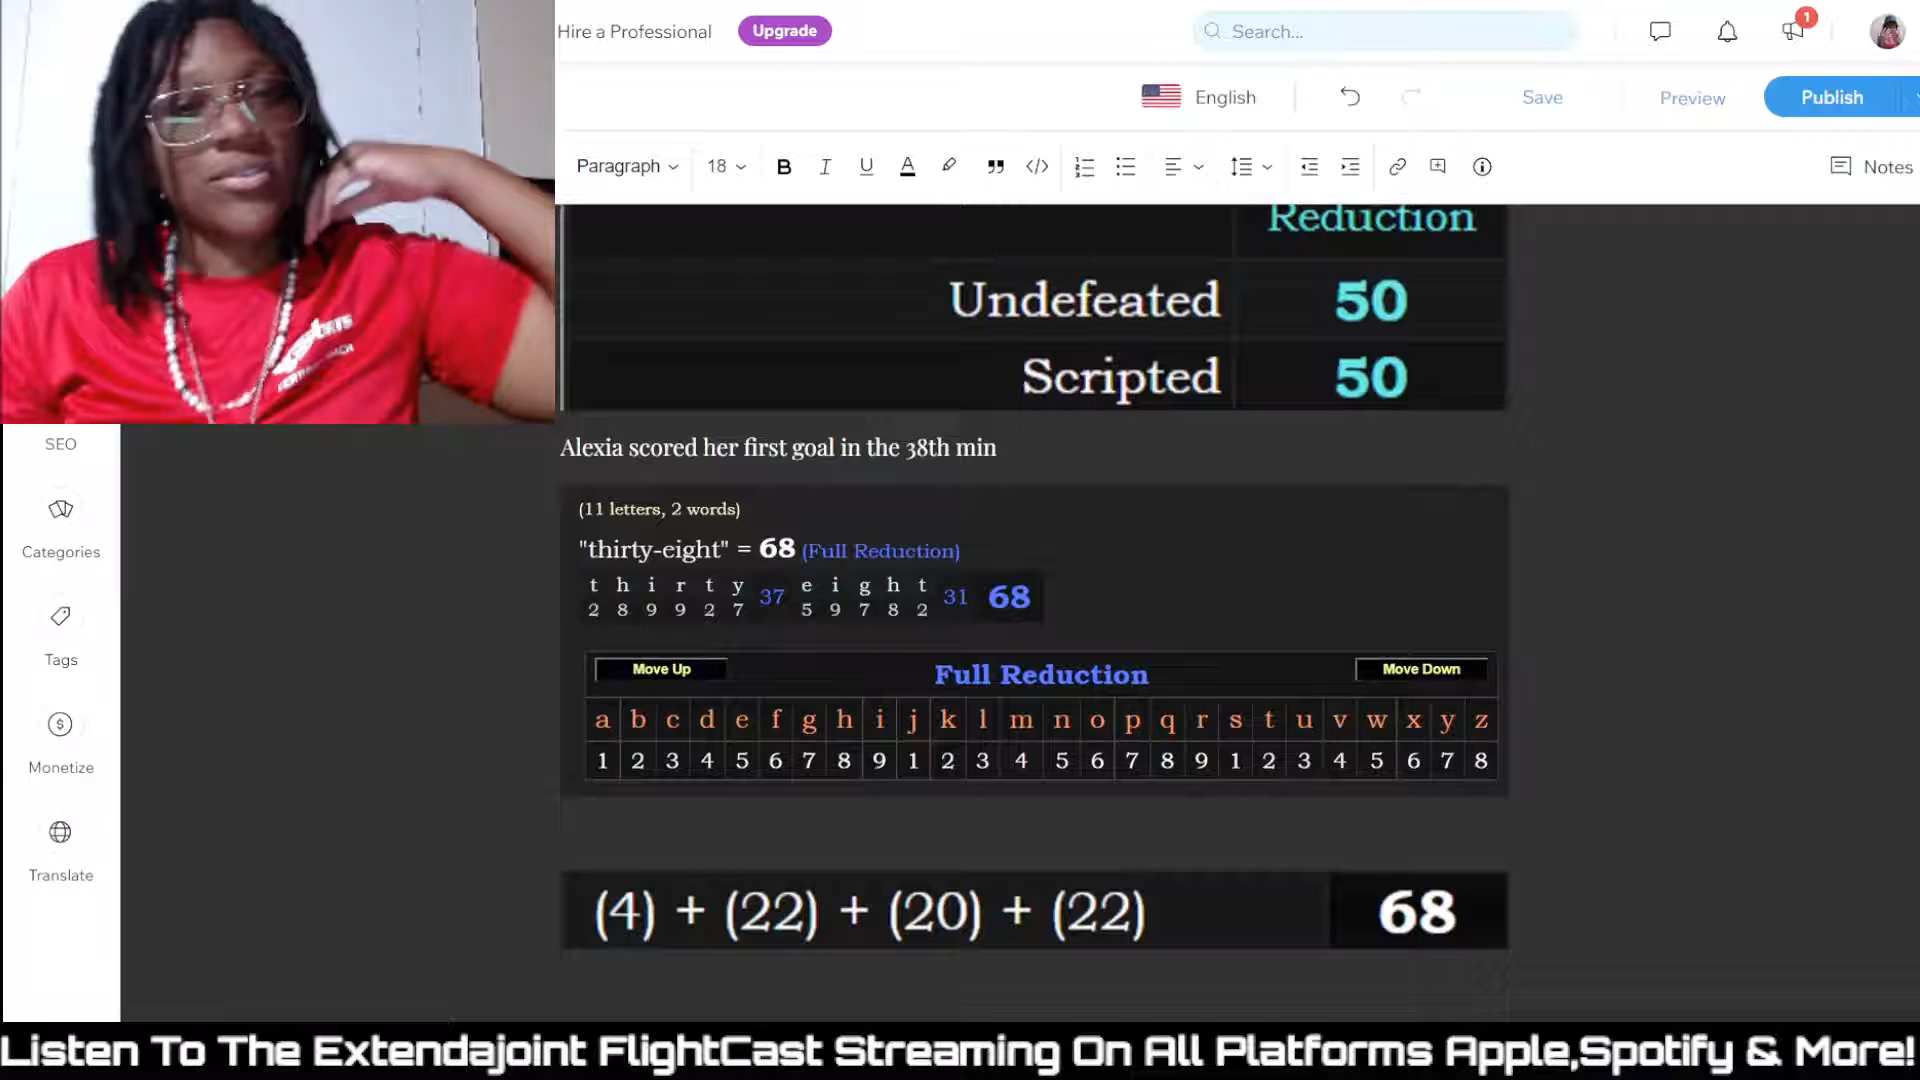 Hire a Professional
Upgrade
Search...
1
English
Save
Preview
Publish
Paragraph
18
B I U A
Notes
Reduction
Undefeated 50
Scripted 50
SEO
Categories
Tags
Monetize
Translate
Alexia scored her first goal in the 38th min
(11 letters, 2 words)
"thirty-eight" = 68 (Full Reduction)
t h i r t y 37 e i g h t 31 68
2 8 9 9 2 7 5 9 7 8 2
Move Up Full Reduction Move Down
a b c d e f g h i j k l m n o p q r s t u v w x y z
1 2 3 4 5 6 7 8 9 1 2 3 4 5 6 7 8 9 1 2 3 4 5 6 7 8
(4) + (22) + (20) + (22) 68
Listen To The Extendajoint FlightCast Streaming On All Platforms Apple,Spotify & More!